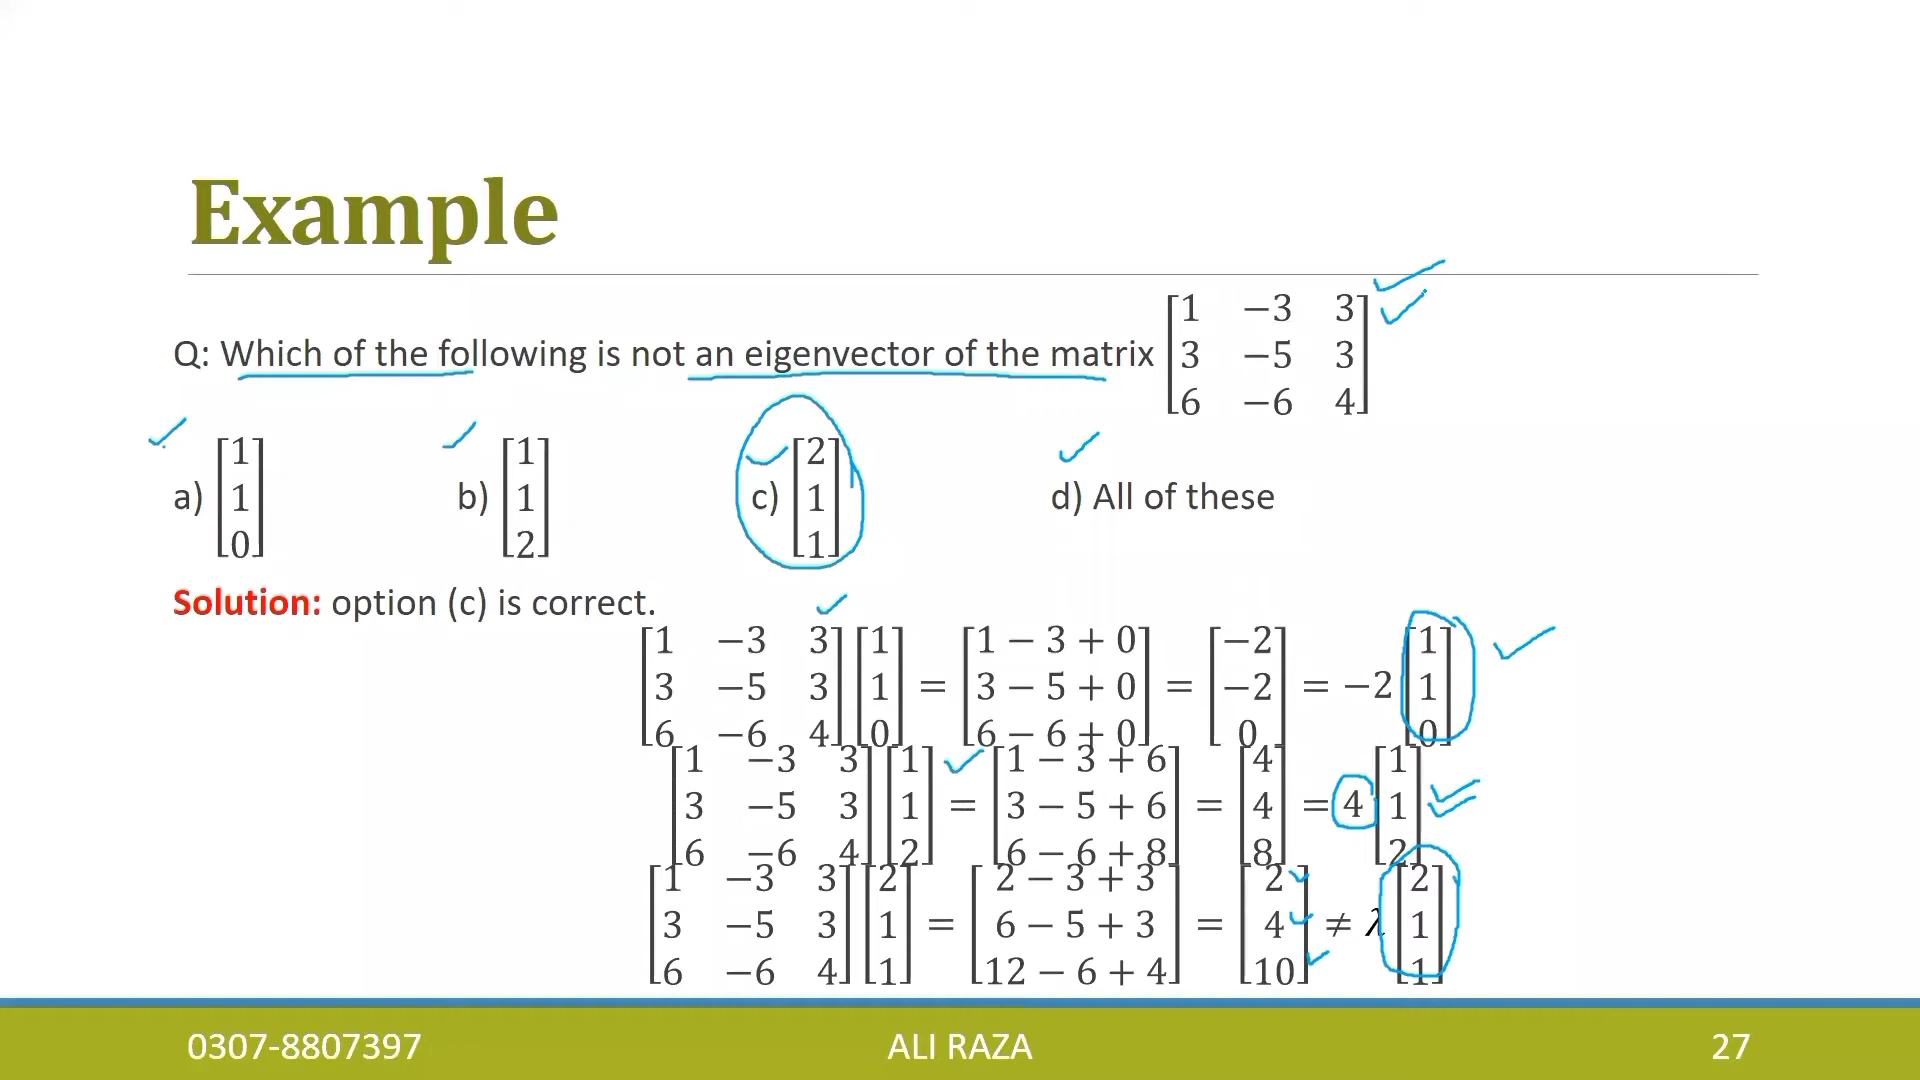 Example
Q: Which of the following is not an eigenvector of the matrix [1 −3 3; 3 −5 3; 6 −6 4]
a) [1; 1; 0] b) [1; 1; 2] c) [2; 1; 1] d) All of these
Solution: option (c) is correct.
[1 −3 3; 3 −5 3; 6 −6 4] [1; 1; 0] = [1 − 3 + 0; 3 − 5 + 0; 6 − 6 + 0] = [−2; −2; 0] = −2 [1; 1; 0]
[1 −3 3; 3 −5 3; 6 −6 4] [1; 1; 2] = [1 − 3 + 6; 3 − 5 + 6; 6 − 6 + 8] = [4; 4; 8] = 4 [1; 1; 2]
[1 −3 3; 3 −5 3; 6 −6 4] [2; 1; 1] = [2 − 3 + 3; 6 − 5 + 3; 12 − 6 + 4] = [2; 4; 10] ≠ λ [2; 1; 1]
0307-8807397 ALI RAZA 27